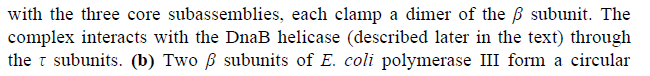 with the three core subassemblies, each clamp a dimer of the β subunit. The
complex interacts with the DnaB helicase (described later in the text) through
the τ subunits. (b) Two β subunits of E. coli polymerase III form a circular